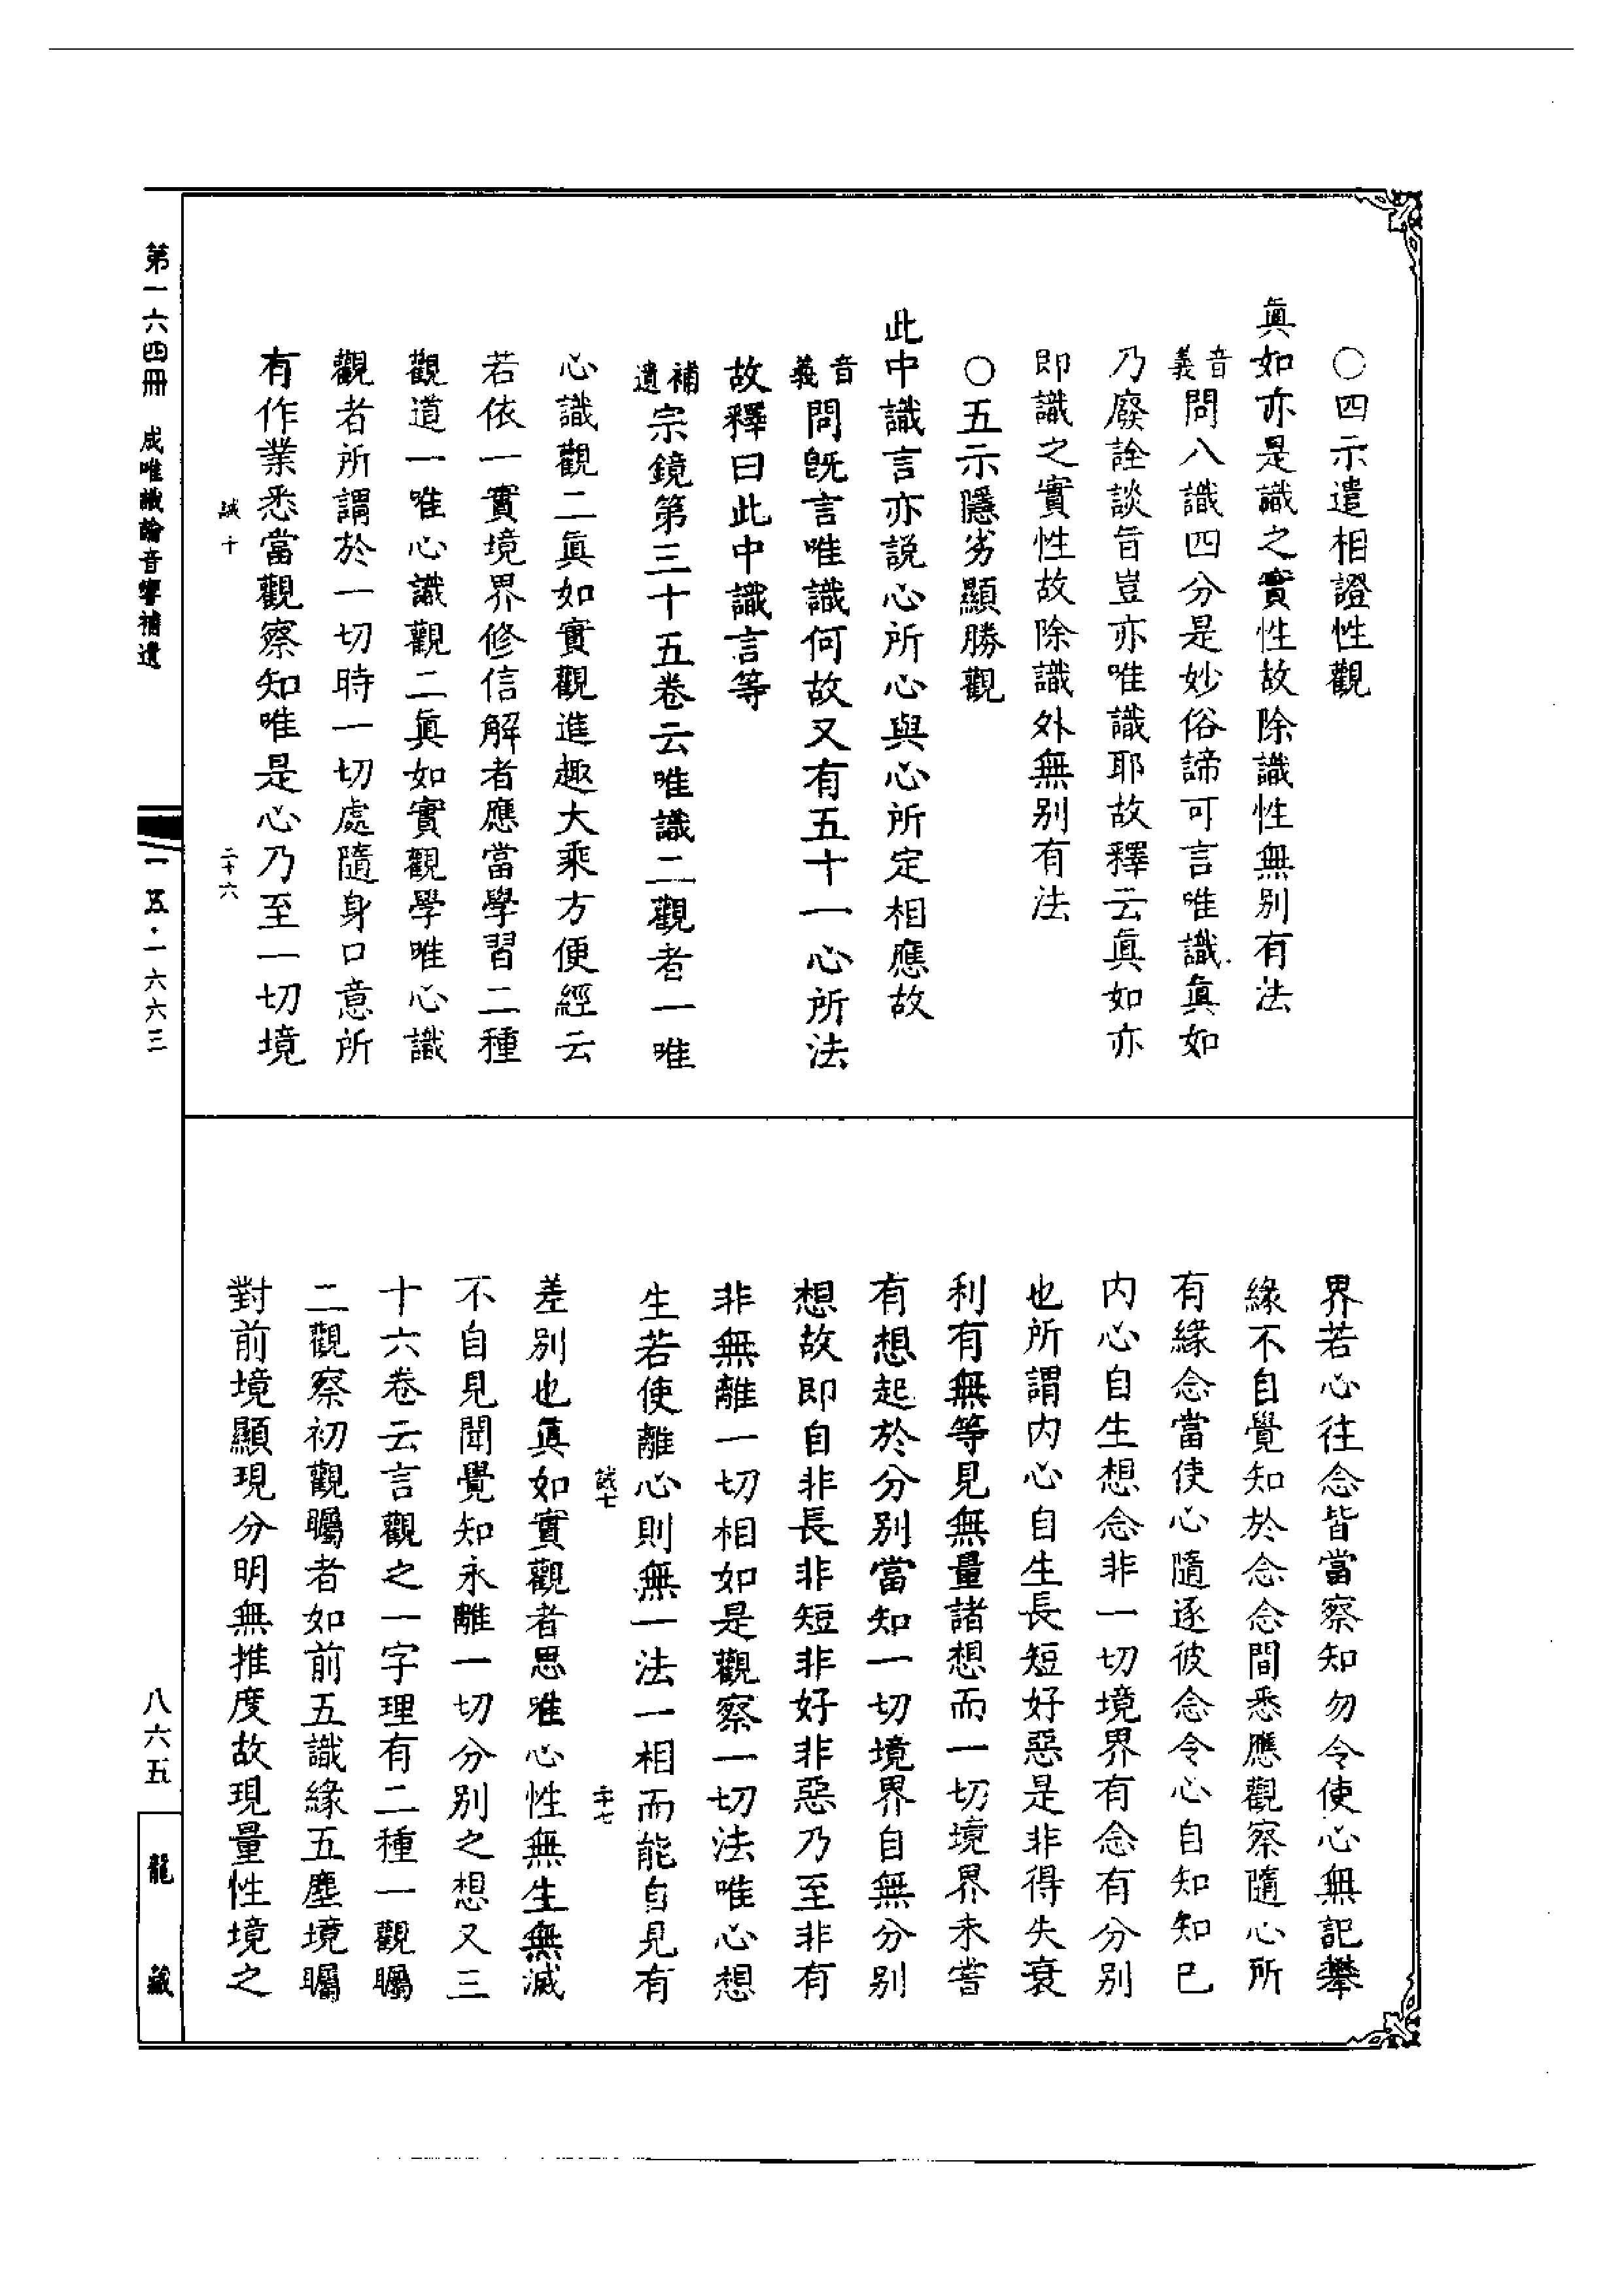 ○四示遣相證性觀
眞如亦是識之實性故除識性無別有法
音義問八識四分是妙俗諦可言唯識眞如
乃廢詮談旨豈亦唯識耶故釋云眞如亦
即識之實性故除識外無別有法
○五示隱劣顯勝觀
此中識言亦説心所心與心所定相應故
音義問旣言唯識何故又有五十一心所法
故釋曰此中識言等
補遺宗鏡第三十五卷云唯識二觀者一唯
心識觀二眞如實觀進趣大乘方便經云
若依一實境界修信解者應當學習二種
觀道一唯心識觀二眞如實觀學唯心識
觀者所謂於一切時一切處隨身口意所
有作業悉當觀察知唯是心乃至一切境
誠十 二十六
界若心往念皆當察知勿令使心無記攀
緣不自覺知於念念間悉應觀察隨心所
有緣念當使心隨逐彼念令心自知知已
内心自生想念非一切境界有念有分別
也所謂内心自生長短好惡是非得失衰
利有無等見無量諸想而一切境界未嘗
有想起於分別當知一切境界自無分別
想故即自非長非短非好非惡乃至非有
非無離一切相如是觀察一切法唯心想
生若使離心則無一法一相而能自見有
誠七 二十七
差別也眞如實觀者思唯心性無生無滅
不自見聞覺知永離一切分別之想又三
十六卷云言觀之一字理有二種一觀矚
二觀察初觀矚者如前五識緣五塵境矚
對前境顯現分明無推度故現量性境之
第一六四冊 成唯識論音響補遺
一五·一六六三
八六五
龍藏